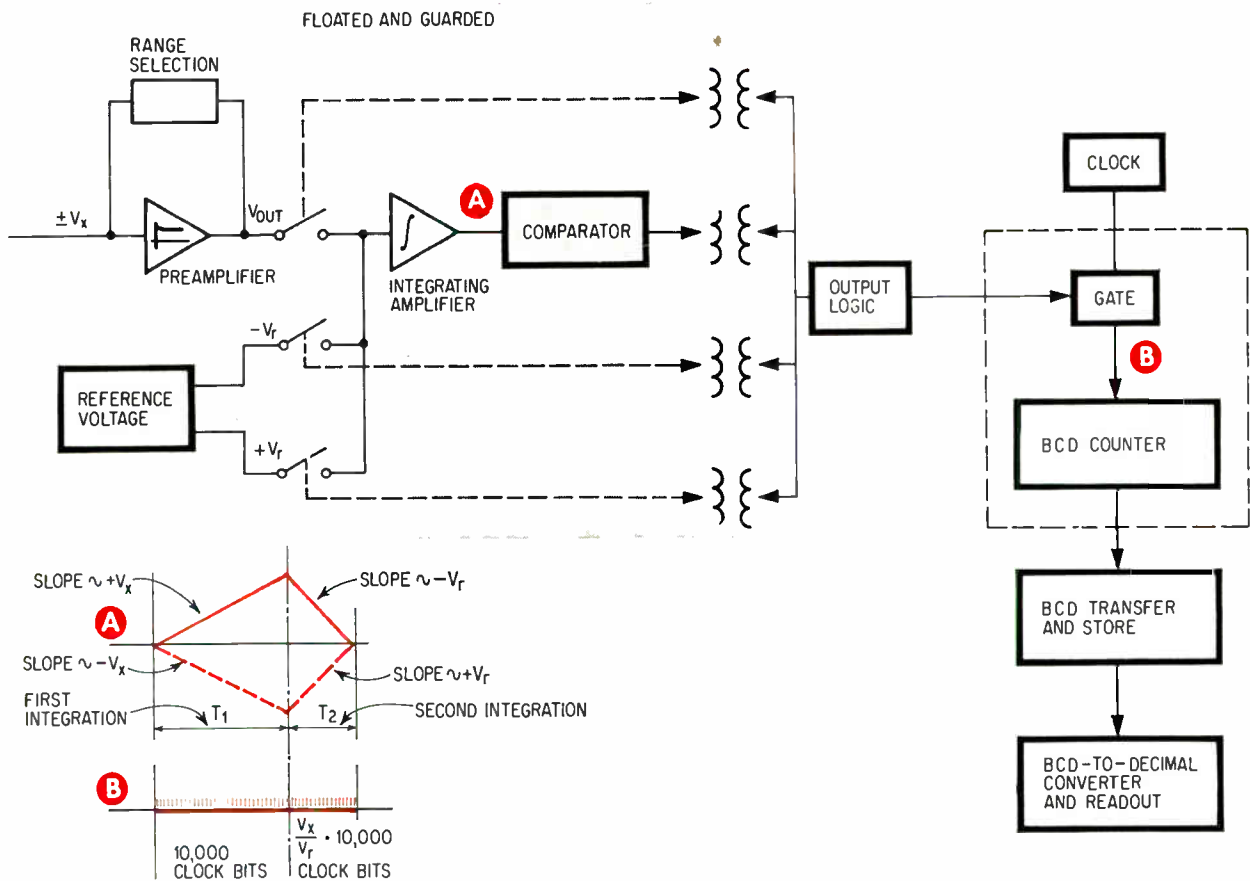 FLOATED AND GUARDED
RANGE
SELECTION
±Vx
PREAMPLIFIER
VOUT
INTEGRATING
AMPLIFIER
A
COMPARATOR
CLOCK
OUTPUT
LOGIC
GATE
B
BCD COUNTER
REFERENCE
VOLTAGE
−Vr
+Vr
BCD TRANSFER
AND STORE
BCD-TO-DECIMAL
CONVERTER
AND READOUT
SLOPE ~ +Vx
SLOPE ~ −Vr
A
SLOPE ~ −Vx
SLOPE ~ +Vr
FIRST
INTEGRATION
T1
T2
SECOND INTEGRATION
B
10,000
CLOCK BITS
Vx
Vr
· 10,000
CLOCK BITS
∫